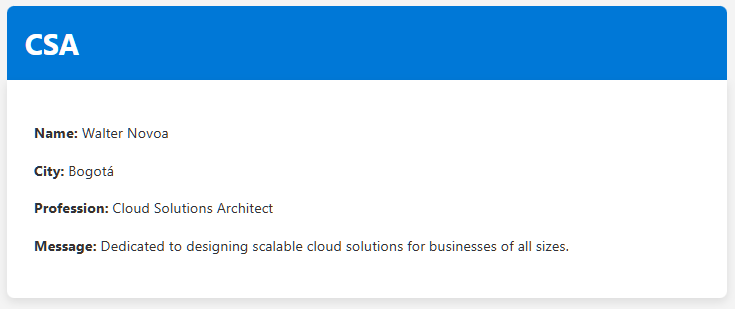 CSA
Name: Walter Novoa
City: Bogotá
Profession: Cloud Solutions Architect
Message: Dedicated to designing scalable cloud solutions for businesses of all sizes.